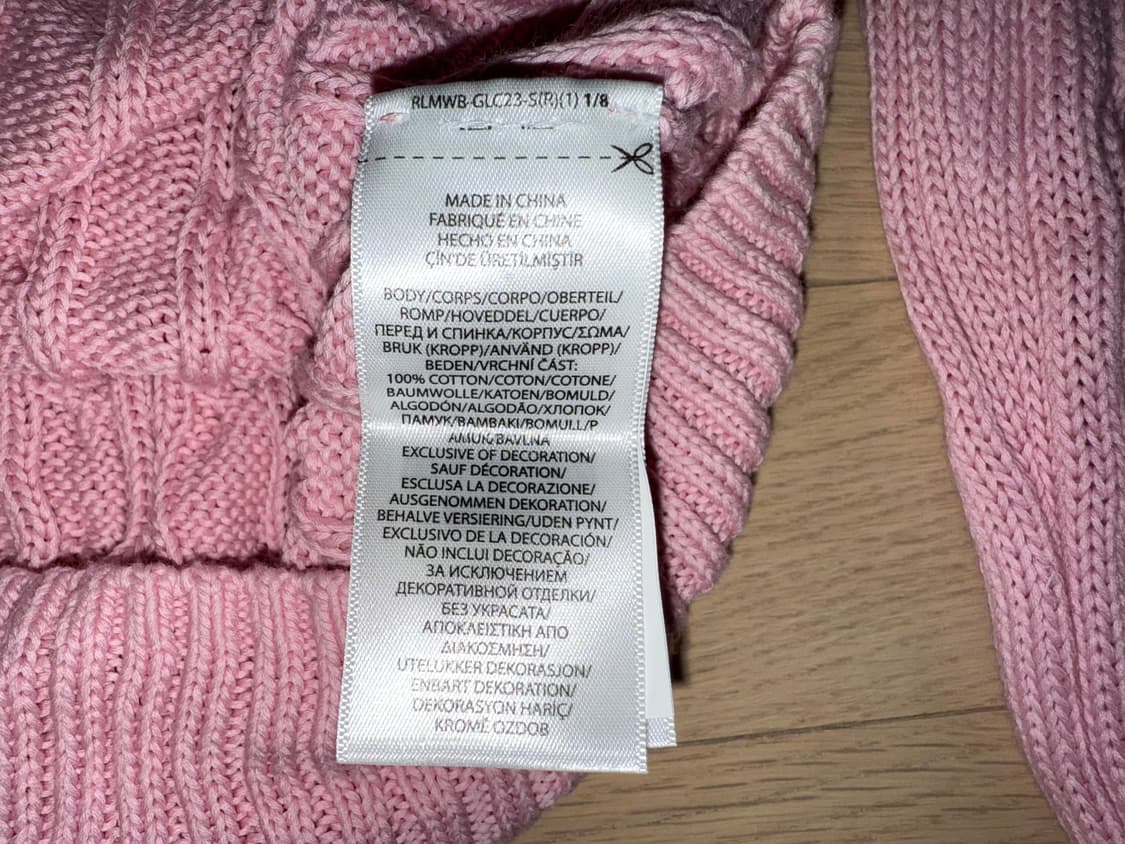 RLMWB-GLC23-S(R)(1) 1/8
MADE IN CHINA
FABRIQUÉ EN CHINE
HECHO EN CHINA
ÇİN'DE ÜRETİLMİŞTİR
BODY/CORPS/CORPO/OBERTEIL/
ROMP/HOVEDDEL/CUERPO/
ПЕРЕД И СПИНКА/КОРПУС/ΣΩΜΑ/
BRUK (KROPP)/ANVÄND (KROPP)/
BEDEN/VRCHNÍ ČÁST:
100% COTTON/COTON/COTONE/
BAUMWOLLE/KATOEN/BOMULD/
ALGODÓN/ALGODÃO/ХЛОПОК/
ПАМУК/BAMBAKI/BOMULL/P
AMUK/BAVLNA
EXCLUSIVE OF DECORATION/
SAUF DÉCORATION/
ESCLUSA LA DECORAZIONE/
AUSGENOMMEN DEKORATION/
BEHALVE VERSIERING/UDEN PYNT/
EXCLUSIVO DE LA DECORACIÓN/
NÃO INCLUI DECORAÇÃO/
ЗА ИСКЛЮЧЕНИЕМ
ДЕКОРАТИВНОЙ ОТДЕЛКИ/
БЕЗ УКРАСАТА/
ΑΠΟΚΛΕΙΣΤΙΚΗ ΑΠΟ
ΔΙΑΚΟΣΜΗΣΗ/
UTELUKKER DEKORASJON/
ENBART DEKORATION/
DEKORASYON HARİÇ/
KROMĚ OZDOB